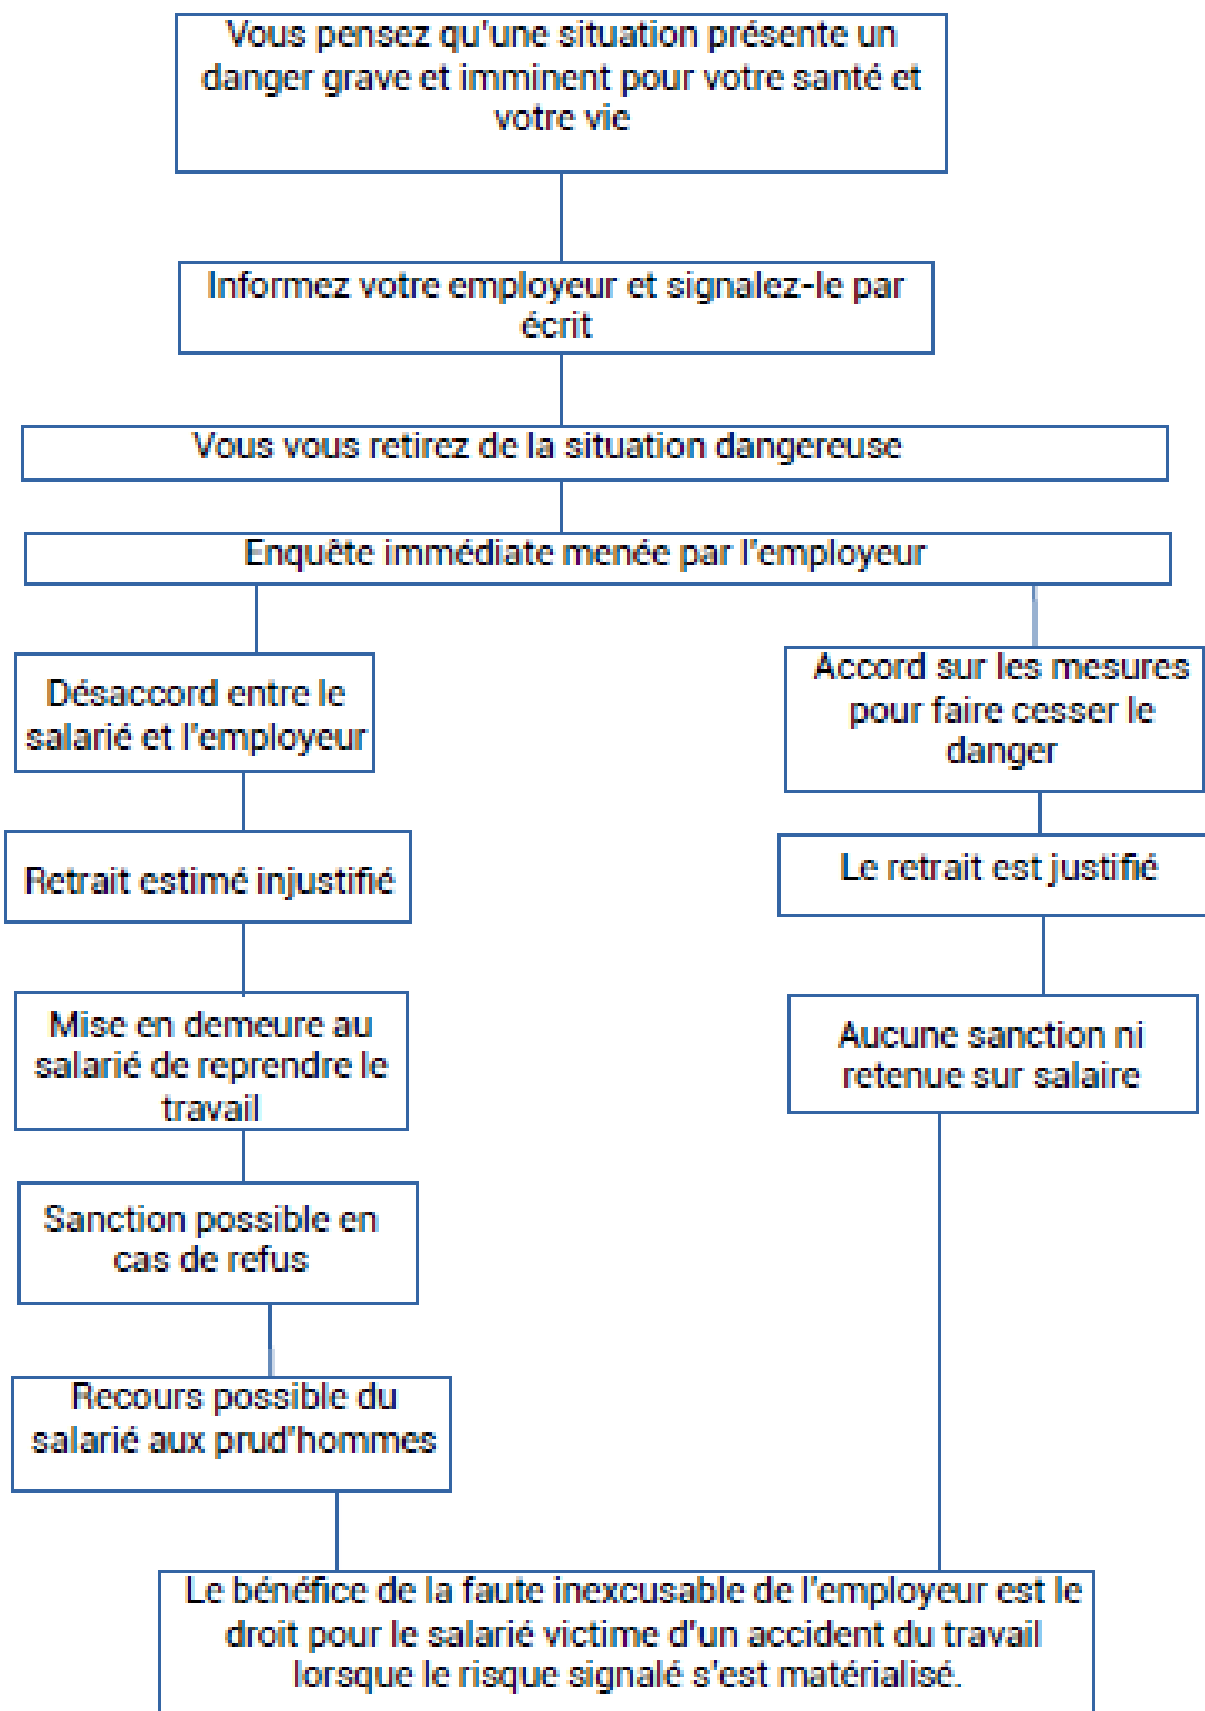 Vous pensez qu'une situation présente un
danger grave et imminent pour votre santé et
votre vie
Informez votre employeur et signalez-le par
écrit
Vous vous retirez de la situation dangereuse
Enquête immédiate menée par l'employeur
Désaccord entre le
salarié et l'employeur
Retrait estimé injustifié
Mise en demeure au
salarié de reprendre le
travail
Sanction possible en
cas de refus
Recours possible du
salarié aux prud'hommes
Accord sur les mesures
pour faire cesser le
danger
Le retrait est justifié
Aucune sanction ni
retenue sur salaire
Le bénéfice de la faute inexcusable de l'employeur est le
droit pour le salarié victime d'un accident du travail
lorsque le risque signalé s'est matérialisé.